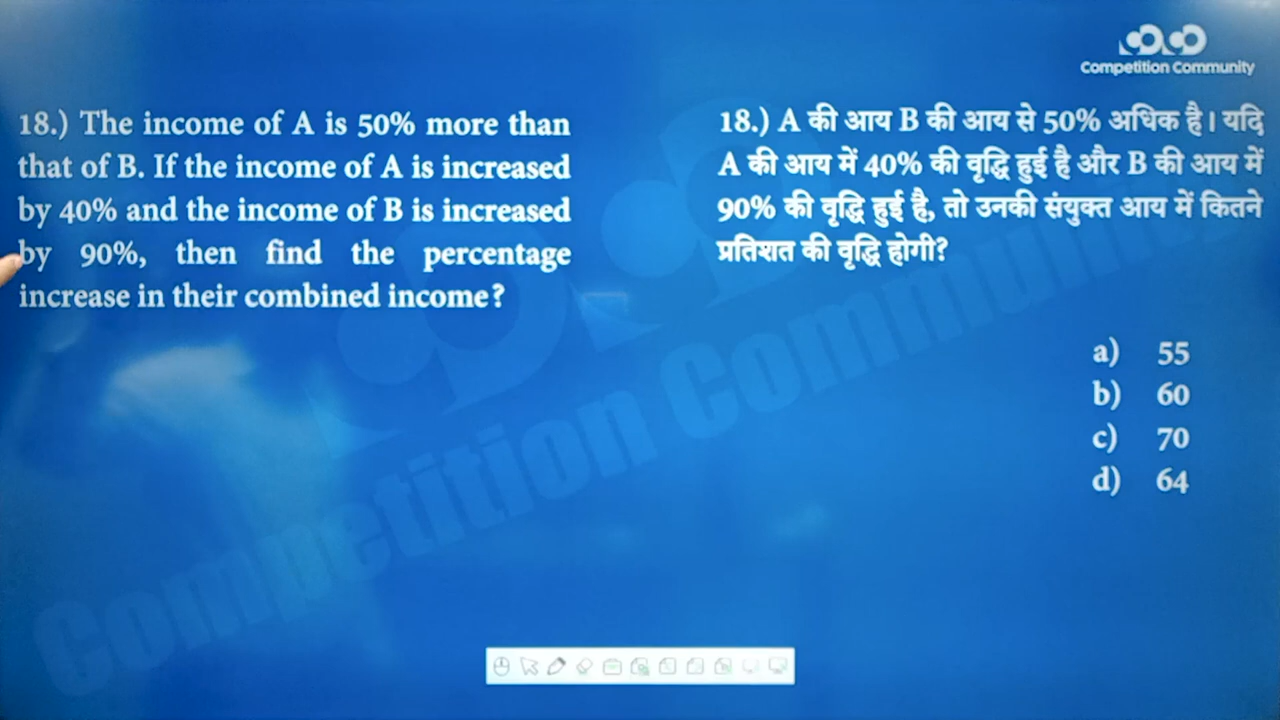 Competition Community
18.) The income of A is 50% more than
that of B. If the income of A is increased
by 40% and the income of B is increased
by 90%, then find the percentage
increase in their combined income?
18.) A की आय B की आय से 50% अधिक है। यदि
A की आय में 40% की वृद्धि हुई है और B की आय में
90% की वृद्धि हुई है, तो उनकी संयुक्त आय में कितने
प्रतिशत की वृद्धि होगी?
a) 55
b) 60
c) 70
d) 64
Competition Community